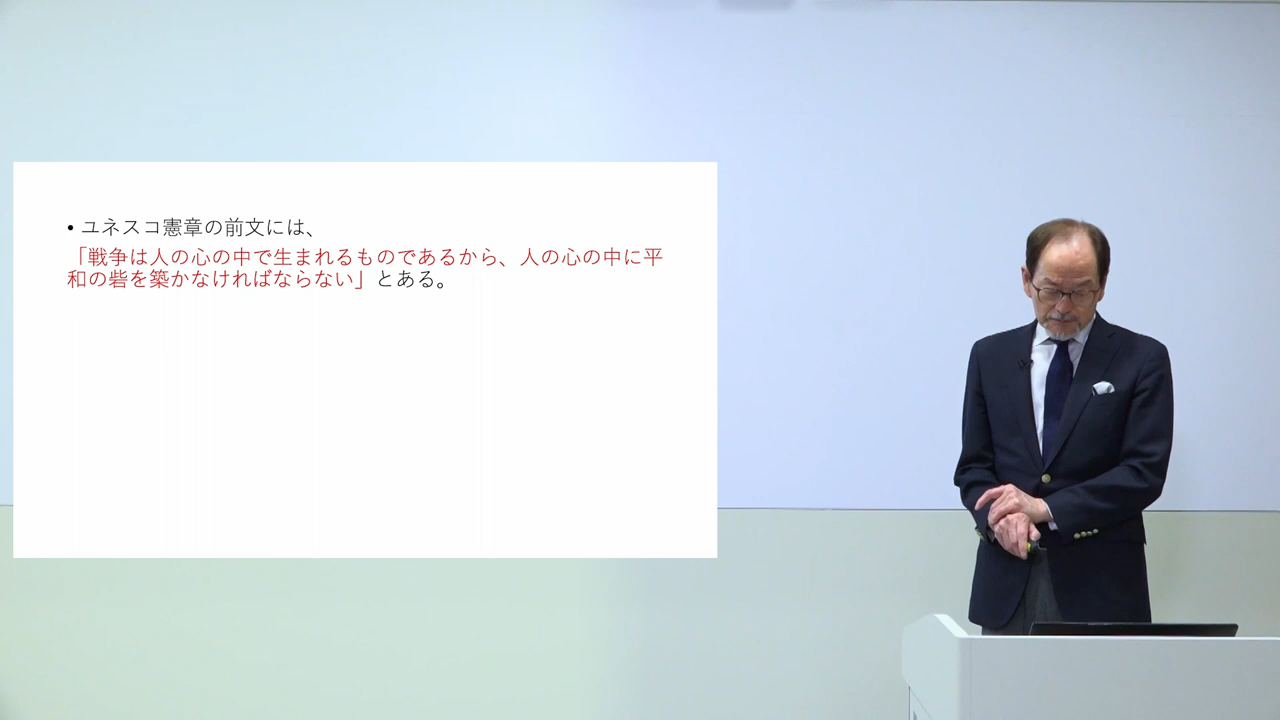 • ユネスコ憲章の前文には、
「戦争は人の心の中で生まれるものであるから、人の心の中に平
和の砦を築かなければならない」とある。